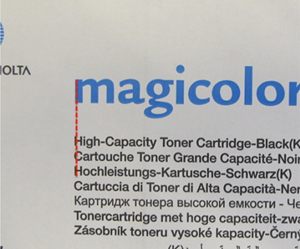 NOLTA
magicolor
High-Capacity Toner Cartridge-Black(K
Cartouche Toner Grande Capacité-Noir
Hochleistungs-Kartusche-Schwarz(K)
Cartuccia di Toner di Alta Capacità-Ner
Картридж тонера высокой емкости - Че
Tonercartridge met hoge capaciteit-zwa
Zásobník toneru vysoké kapacity-Černý